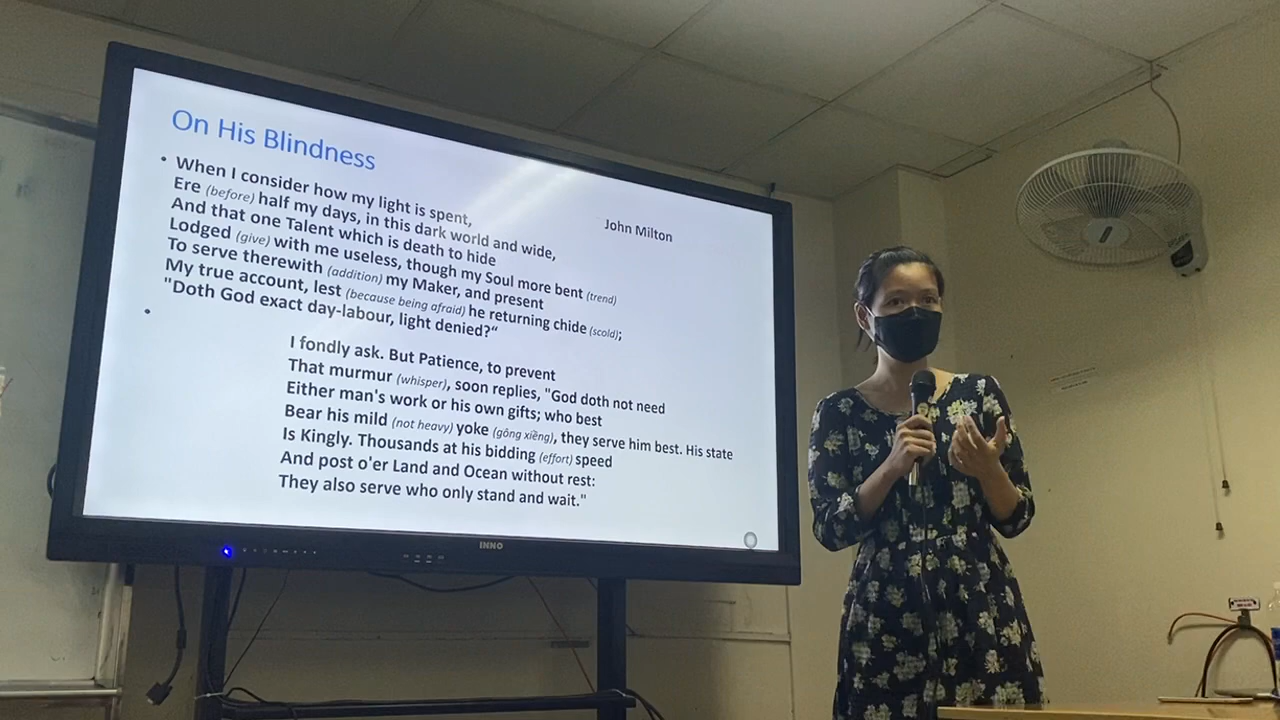 On His Blindness
John Milton
• When I consider how my light is spent,
Ere (before) half my days, in this dark world and wide,
And that one Talent which is death to hide
Lodged (give) with me useless, though my Soul more bent (trend)
To serve therewith (addition) my Maker, and present
My true account, lest (because being afraid) he returning chide (scold);
"Doth God exact day-labour, light denied?“
•
I fondly ask. But Patience, to prevent
That murmur (whisper), soon replies, "God doth not need
Either man's work or his own gifts; who best
Bear his mild (not heavy) yoke (gông xiềng), they serve him best. His state
Is Kingly. Thousands at his bidding (effort) speed
And post o'er Land and Ocean without rest:
They also serve who only stand and wait."
INNO